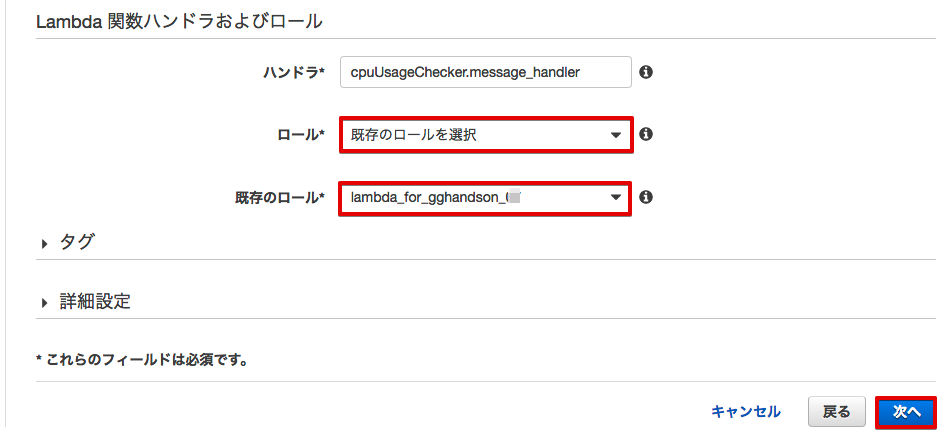 Lambda 関数ハンドラおよびロール
ハンドラ* cpuUsageChecker.message_handler
ロール* 既存のロールを選択
既存のロール* lambda_for_gghandson_
タグ
詳細設定
* これらのフィールドは必須です。
キャンセル 戻る 次へ